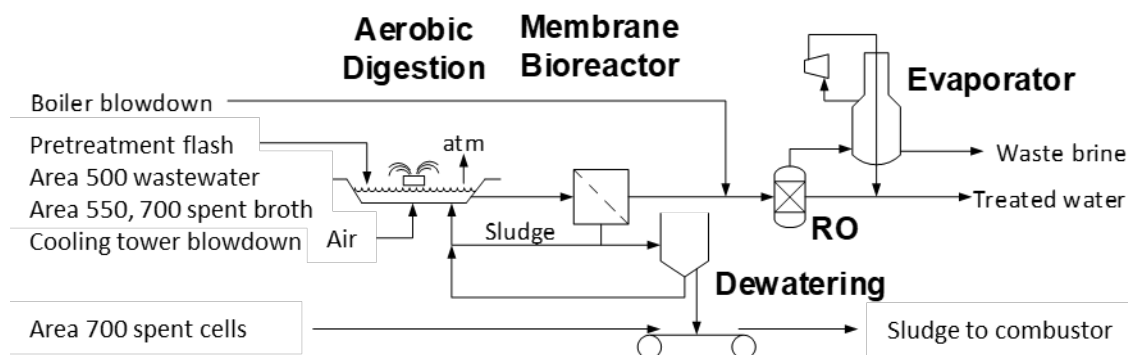 Aerobic
Digestion
Membrane
Bioreactor
Evaporator
Boiler blowdown
Pretreatment flash
atm
Waste brine
Area 500 wastewater
Area 550, 700 spent broth
Treated water
Cooling tower blowdown
Air
Sludge
RO
Dewatering
Area 700 spent cells
Sludge to combustor